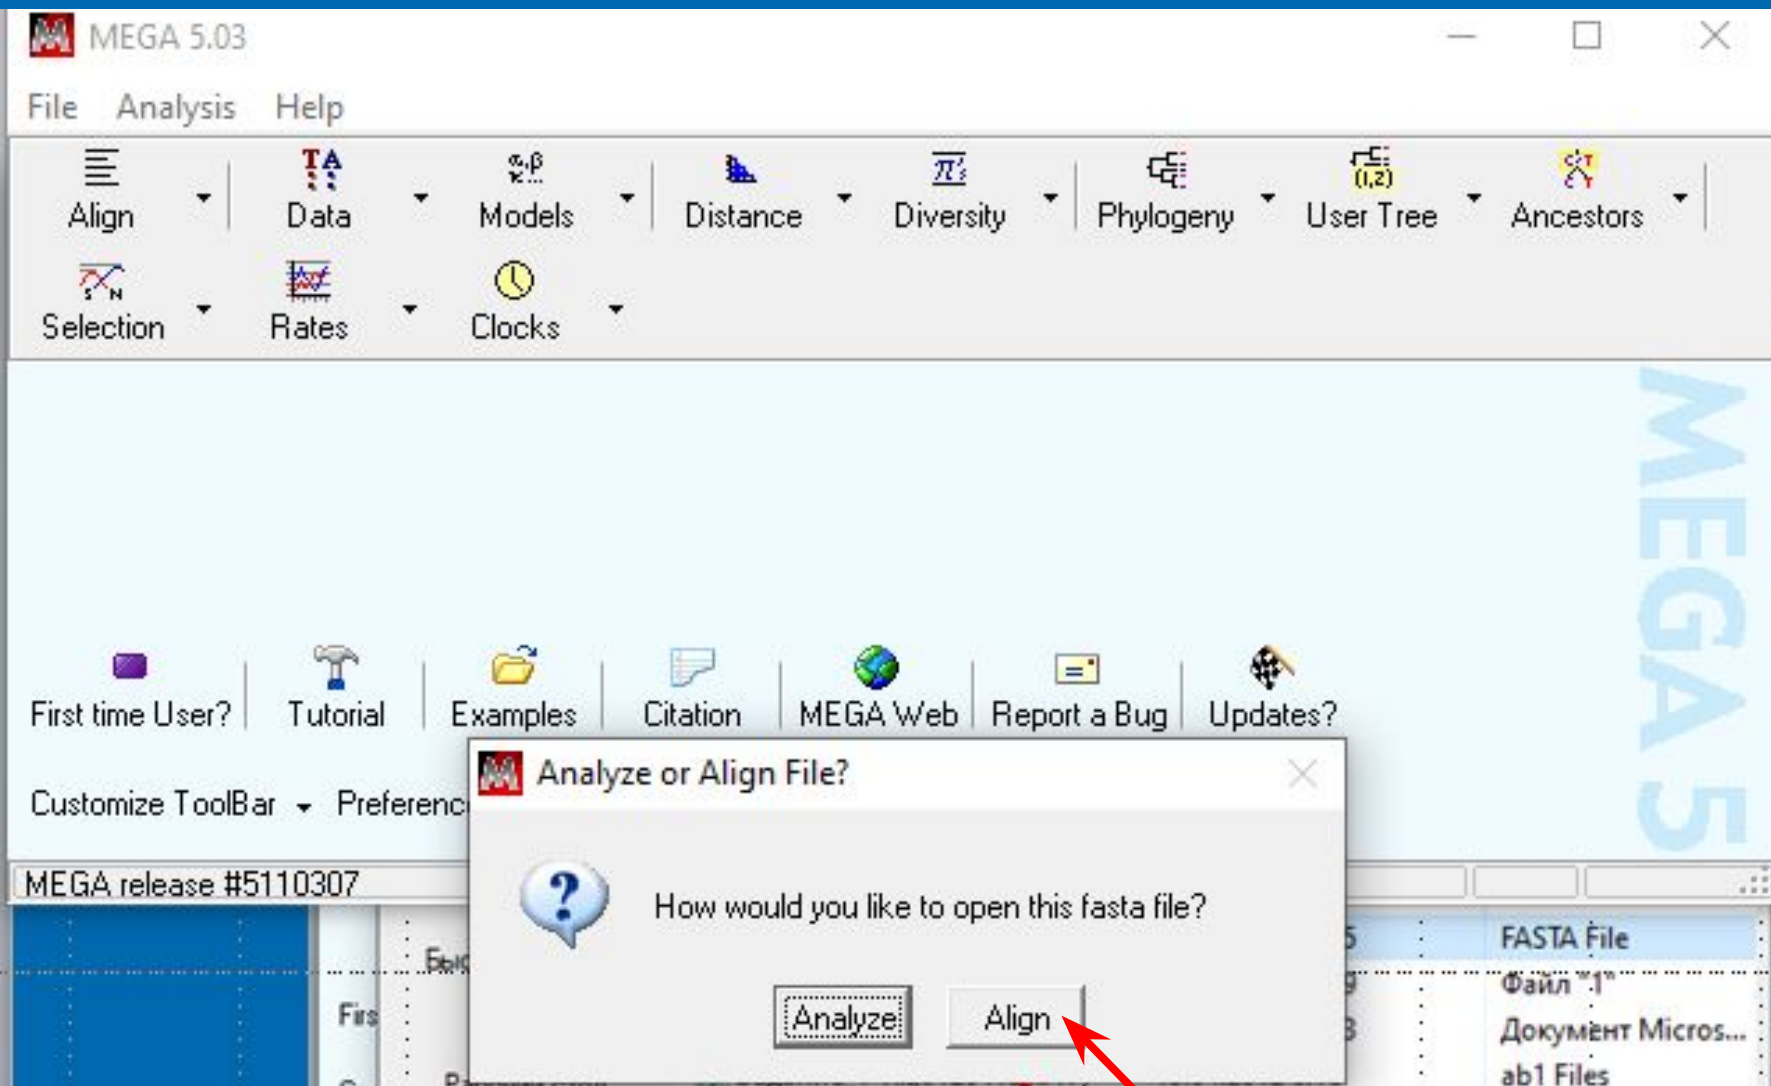 MEGA 5.03
File Analysis Help
Align Data Models Distance Diversity Phylogeny User Tree Ancestors
Selection Rates Clocks
MEGA 5
First time User? Tutorial Examples Citation MEGA Web Report a Bug Updates?
Customize ToolBar Preferenc
Analyze or Align File?
MEGA release #5110307
How would you like to open this fasta file?
FASTA File
Файл "1"
Firs
Analyze Align
Документ Micros...
ab1 Files